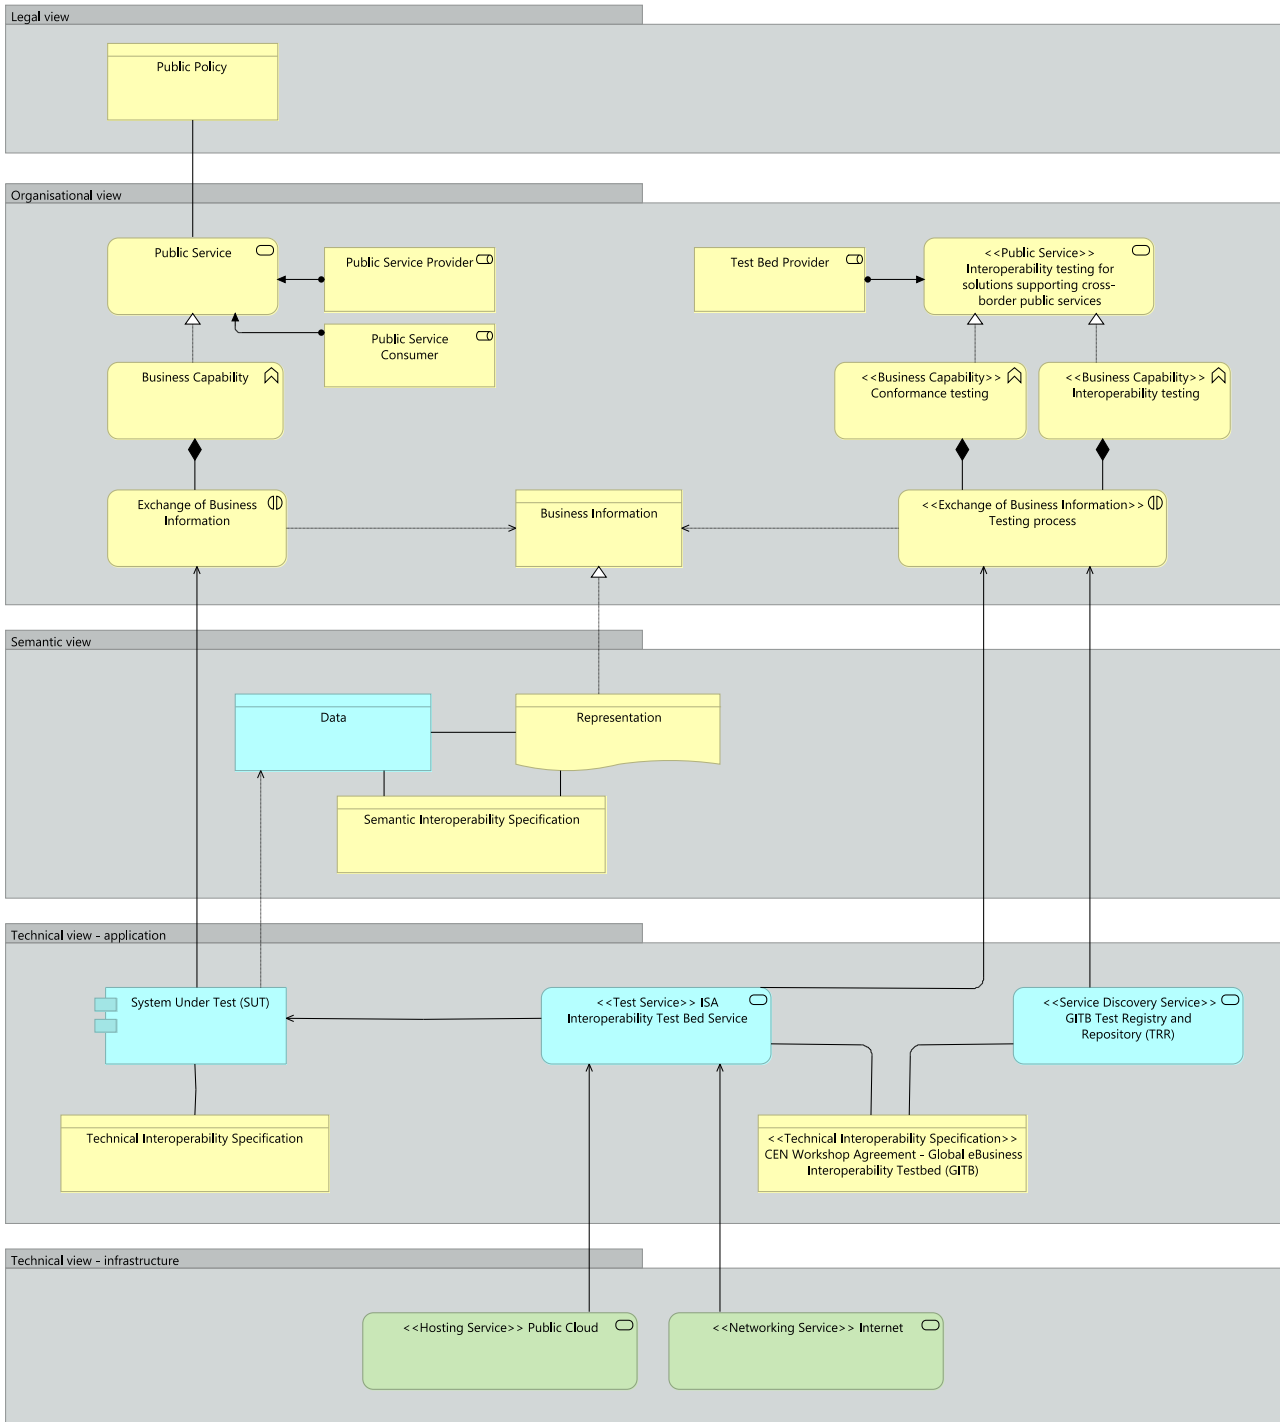 Legal view
Public Policy
Organisational view
Public Service
Public Service Provider
Public Service
Consumer
Test Bed Provider
<<Public Service>>
Interoperability testing for
solutions supporting cross-
border public services
Business Capability
<<Business Capability>>
Conformance testing
<<Business Capability>>
Interoperability testing
Exchange of Business
Information
Business Information
<<Exchange of Business Information>>
Testing process
Semantic view
Data
Representation
Semantic Interoperability Specification
Technical view - application
System Under Test (SUT)
<<Test Service>> ISA
Interoperability Test Bed Service
<<Service Discovery Service>>
GITB Test Registry and
Repository (TRR)
Technical Interoperability Specification
<<Technical Interoperability Specification>>
CEN Workshop Agreement - Global eBusiness
Interoperability Testbed (GITB)
Technical view - infrastructure
<<Hosting Service>> Public Cloud
<<Networking Service>> Internet